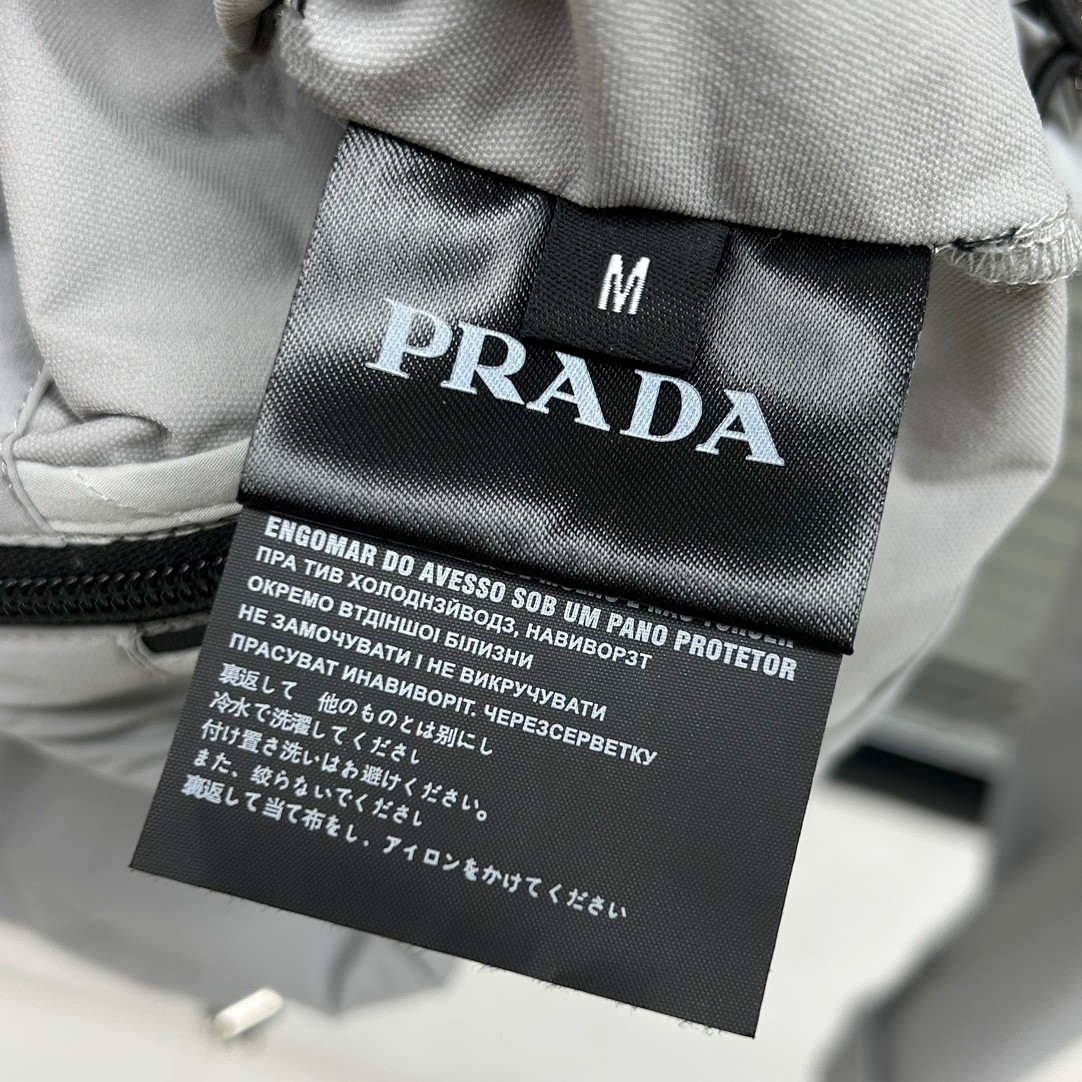 M
PRADA
ENGOMAR DO AVESSO SOB UM PANO PROTETOR
ПРА ТИВ ХОЛОДНЗИВОДЗ, НАВИВОРЗТ
ОКРЕМО ВТДІНШОІ БІЛИЗНИ
НЕ ЗАМОЧУВАТИ І НЕ ВИКРУЧУВАТИ
ПРАСУВАТ ИНАВИВОРІТ. ЧЕРЕЗСЕРВЕТКУ
裏返して 他のものとは別にし
冷水で洗濯してください
付け置き洗いはお避けください。
また、绞らないでください
裏返して当て布をし．アイロンをかけてください